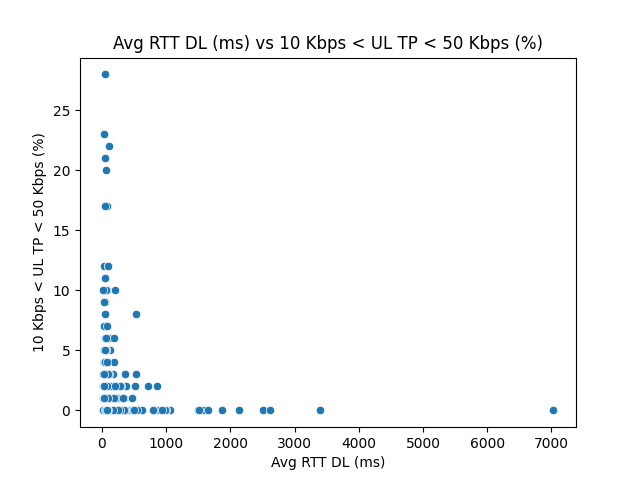 Avg RTT DL (ms) vs 10 Kbps < UL TP < 50 Kbps (%)
10 Kbps < UL TP < 50 Kbps (%)
25
20
15
10
5
0
0 1000 2000 3000 4000 5000 6000 7000
Avg RTT DL (ms)